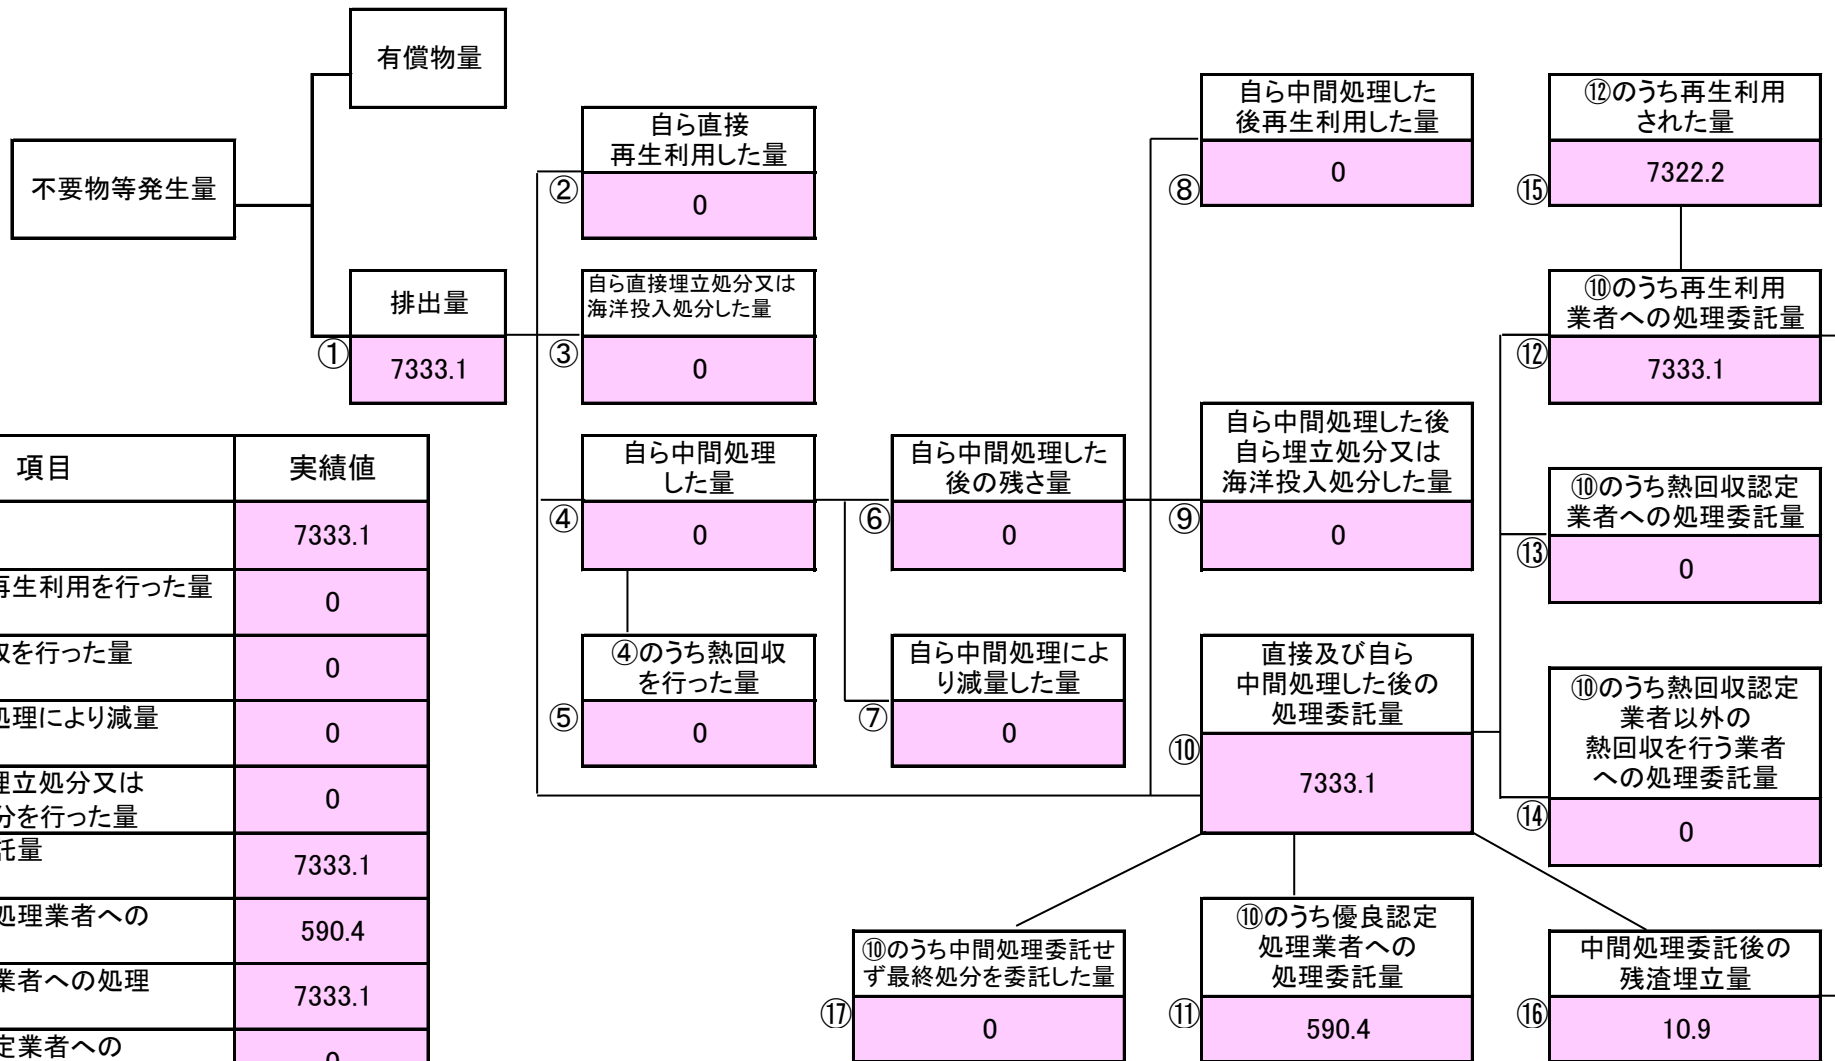 有償物量
不要物等発生量
排出量
①
7333.1
自ら直接
再生利用した量
②
0
自ら直接埋立処分又は
海洋投入処分した量
③
0
自ら中間処理
した量
④
0
④のうち熱回収
を行った量
⑤
0
自ら中間処理した
後の残さ量
⑥
0
自ら中間処理によ
り減量した量
⑦
0
自ら中間処理した
後再生利用した量
⑧
0
自ら中間処理した後
自ら埋立処分又は
海洋投入処分した量
⑨
0
直接及び自ら
中間処理した後の
処理委託量
⑩
7333.1
⑫のうち再生利用
された量
⑮
7322.2
⑩のうち再生利用
業者への処理委託量
⑫
7333.1
⑩のうち熱回収認定
業者への処理委託量
⑬
0
⑩のうち熱回収認定
業者以外の
熱回収を行う業者
への処理委託量
⑭
0
⑩のうち中間処理委託せ
ず最終処分を委託した量
⑰
0
⑩のうち優良認定
処理業者への
処理委託量
⑪
590.4
中間処理委託後の
残渣埋立量
⑯
10.9
項目 実績値
7333.1
再生利用を行った量
0
を行った量
0
処理により減量
0
埋立処分又は
分を行った量
0
託量
7333.1
処理業者への
590.4
業者への処理
7333.1
定業者への
0